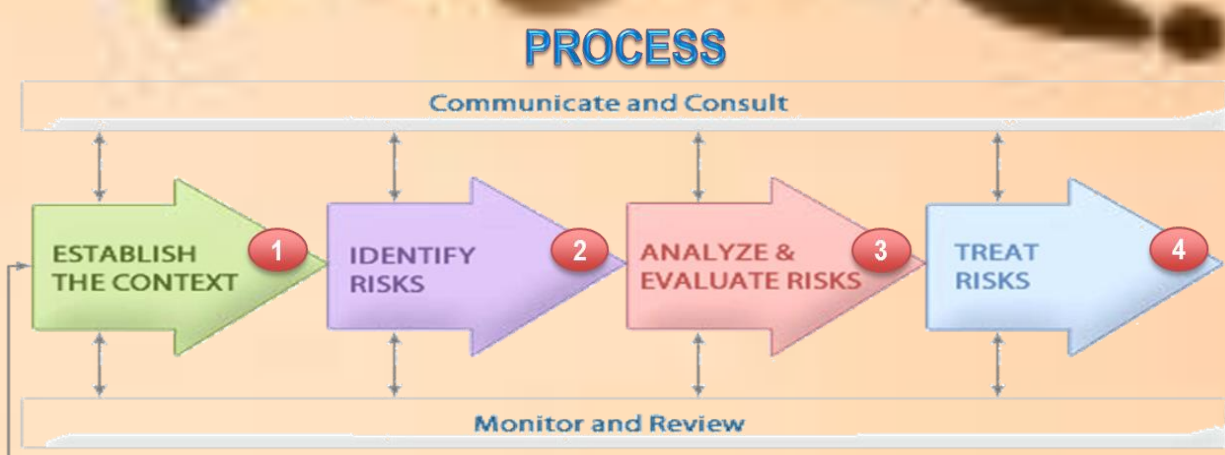 PROCESS
Communicate and Consult
ESTABLISH
THE CONTEXT
1
IDENTIFY
RISKS
2
ANALYZE &
EVALUATE RISKS
3
TREAT
RISKS
4
Monitor and Review